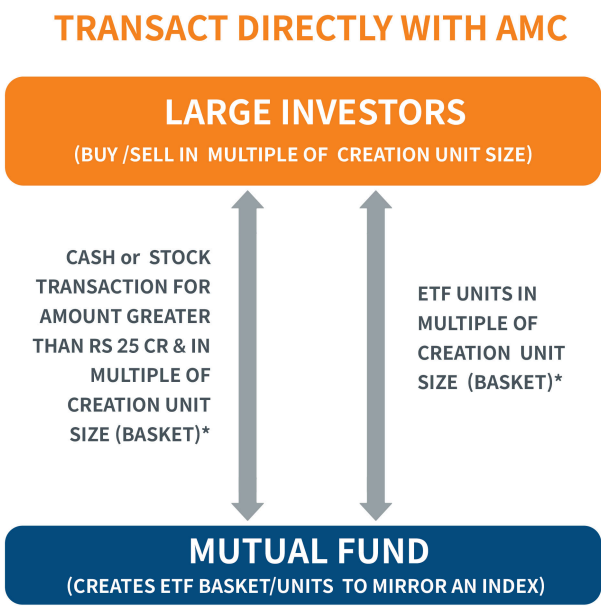 TRANSACT DIRECTLY WITH AMC
LARGE INVESTORS
(BUY /SELL IN MULTIPLE OF CREATION UNIT SIZE)
CASH or STOCK
TRANSACTION FOR
AMOUNT GREATER
THAN RS 25 CR & IN
MULTIPLE OF
CREATION UNIT
SIZE (BASKET)*
ETF UNITS IN
MULTIPLE OF
CREATION UNIT
SIZE (BASKET)*
MUTUAL FUND
(CREATES ETF BASKET/UNITS TO MIRROR AN INDEX)